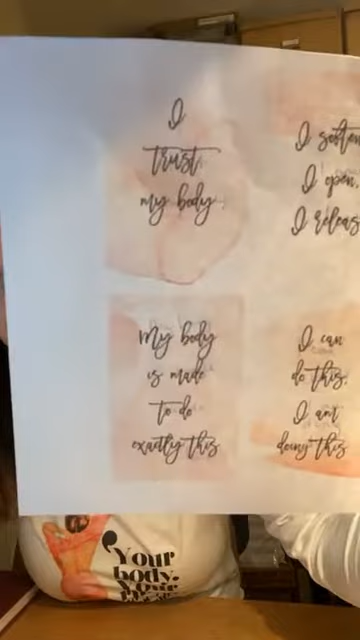 I
trust
my body
I soften
I open.
I release
My body
is made
to do
exactly this
I can
do this.
I am
doing this
'Your
body.
Your